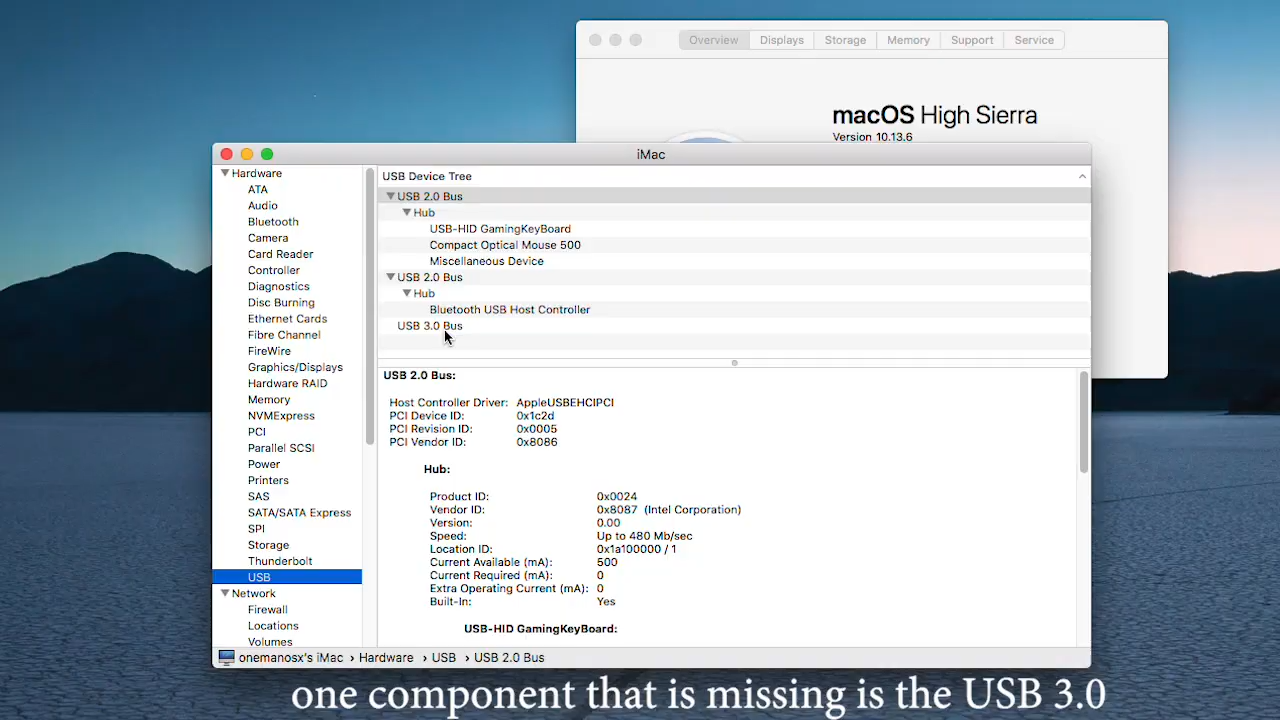 Overview Displays Storage Memory Support Service
macOS High Sierra
Version 10.13.6
iMac
Hardware
ATA
Audio
Bluetooth
Camera
Card Reader
Controller
Diagnostics
Disc Burning
Ethernet Cards
Fibre Channel
FireWire
Graphics/Displays
Hardware RAID
Memory
NVMExpress
PCI
Parallel SCSI
Power
Printers
SAS
SATA/SATA Express
SPI
Storage
Thunderbolt
USB
Network
Firewall
Locations
Volumes
USB Device Tree
USB 2.0 Bus
Hub
USB-HID GamingKeyBoard
Compact Optical Mouse 500
Miscellaneous Device
USB 2.0 Bus
Hub
Bluetooth USB Host Controller
USB 3.0 Bus
USB 2.0 Bus:
Host Controller Driver: AppleUSBEHCIPCI
PCI Device ID: 0x1c2d
PCI Revision ID: 0x0005
PCI Vendor ID: 0x8086
Hub:
Product ID: 0x0024
Vendor ID: 0x8087 (Intel Corporation)
Version: 0.00
Speed: Up to 480 Mb/sec
Location ID: 0x1a100000 / 1
Current Available (mA): 500
Current Required (mA): 0
Extra Operating Current (mA): 0
Built-In: Yes
USB-HID GamingKeyBoard:
onemanosx's iMac › Hardware › USB › USB 2.0 Bus
one component that is missing is the USB 3.0